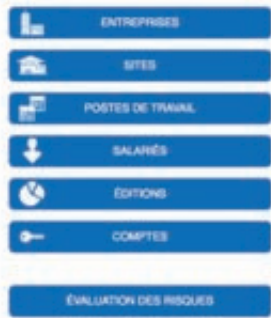 ENTREPRISES
SITES
POSTES DE TRAVAIL
SALARIÉS
ÉDITIONS
COMPTES
ÉVALUATION DES RISQUES